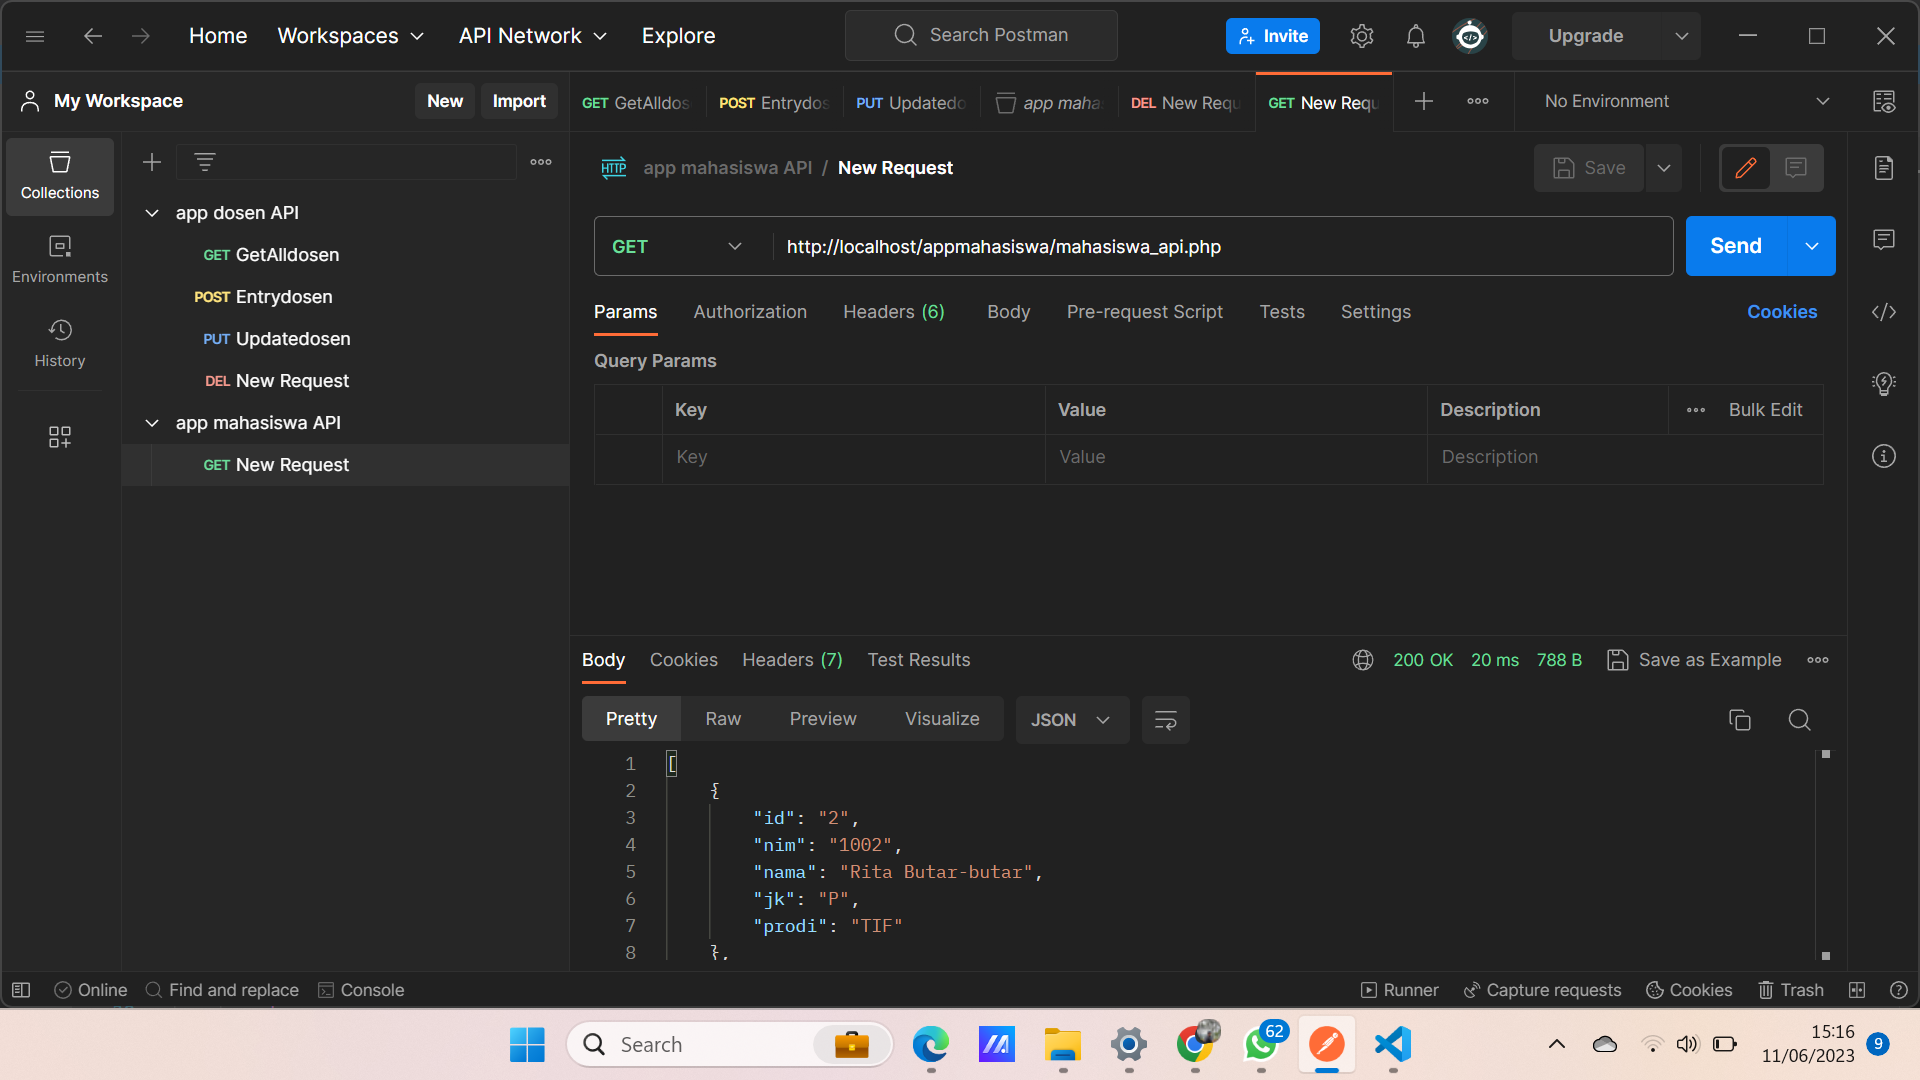 Home Workspaces API Network Explore Search Postman Invite Upgrade
My Workspace New Import GET GetAlldos POST Entrydos PUT Updatedo app maha DEL New Requ GET New Requ No Environment
HTTP app mahasiswa API / New Request Save
Collections
Environments
History
app dosen API
GET GetAlldosen
POST Entrydosen
PUT Updatedosen
DEL New Request
app mahasiswa API
GET New Request
GET http://localhost/appmahasiswa/mahasiswa_api.php Send
Params Authorization Headers (6) Body Pre-request Script Tests Settings Cookies
Query Params
Key Value Description Bulk Edit
Key Value Description
Body Cookies Headers (7) Test Results 200 OK 20 ms 788 B Save as Example
Pretty Raw Preview Visualize JSON
1 [
2 {
3 "id": "2",
4 "nim": "1002",
5 "nama": "Rita Butar-butar",
6 "jk": "P",
7 "prodi": "TIF"
8 },
Online Find and replace Console Runner Capture requests Cookies Trash
Search 62 15:16 9
11/06/2023